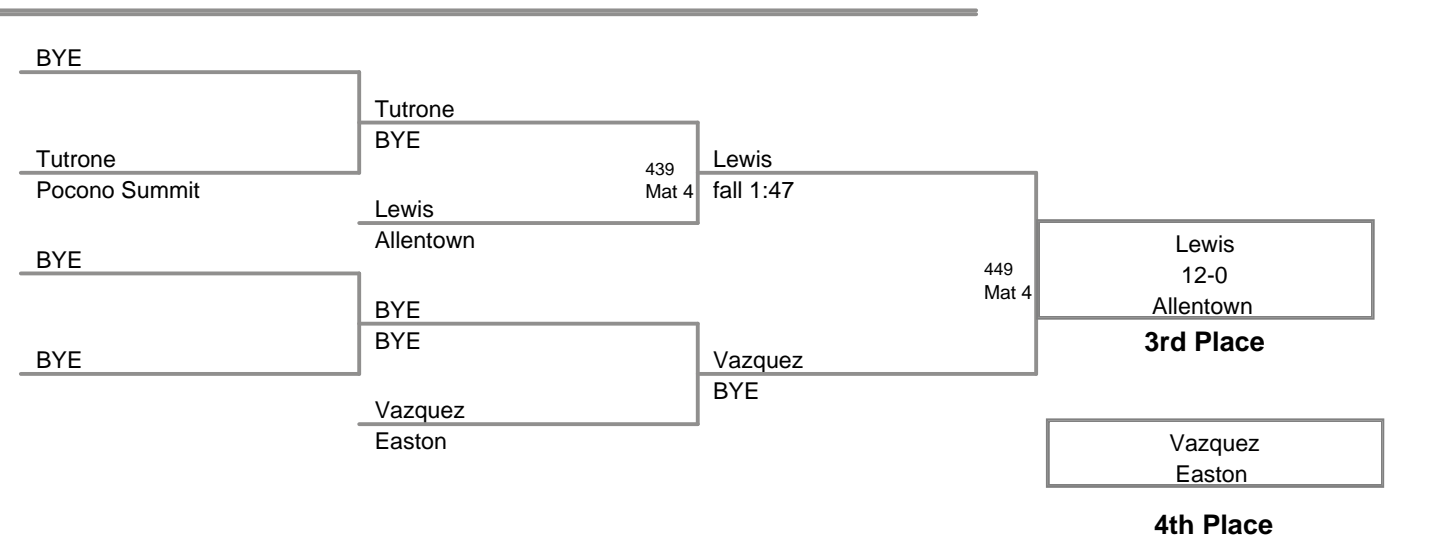 BYE
Tutrone
BYE
Tutrone
Pocono Summit
439
Mat 4
Lewis
fall 1:47
Lewis
Allentown
BYE
BYE
BYE
BYE
Vazquez
BYE
Vazquez
Easton
449
Mat 4
Lewis
12-0
Allentown
3rd Place
Vazquez
Easton
4th Place